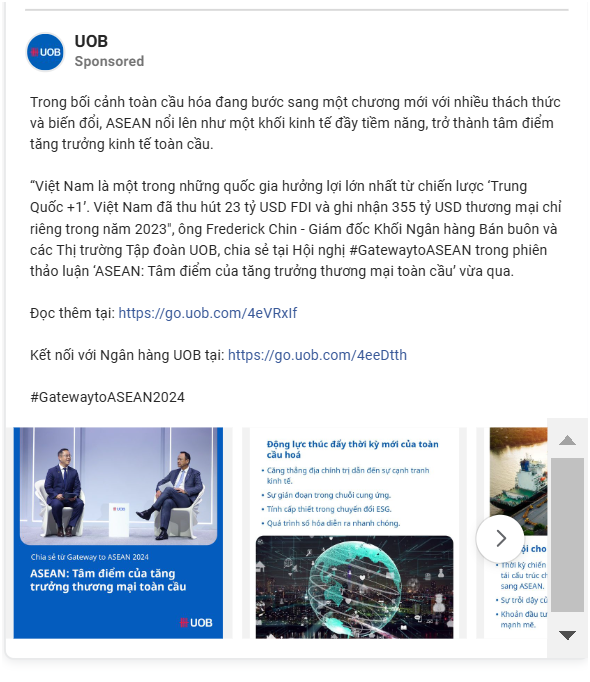 UOB
UOB
Sponsored
Trong bối cảnh toàn cầu hóa đang bước sang một chương mới với nhiều thách thức
và biến đổi, ASEAN nổi lên như một khối kinh tế đầy tiềm năng, trở thành tâm điểm
tăng trưởng kinh tế toàn cầu.
“Việt Nam là một trong những quốc gia hưởng lợi lớn nhất từ chiến lược ‘Trung
Quốc +1’. Việt Nam đã thu hút 23 tỷ USD FDI và ghi nhận 355 tỷ USD thương mại chỉ
riêng trong năm 2023", ông Frederick Chin - Giám đốc Khối Ngân hàng Bán buôn và
các Thị trường Tập đoàn UOB, chia sẻ tại Hội nghị #GatewaytoASEAN trong phiên
thảo luận ‘ASEAN: Tâm điểm của tăng trưởng thương mại toàn cầu’ vừa qua.
Đọc thêm tại: https://go.uob.com/4eVRxIf
Kết nối với Ngân hàng UOB tại: https://go.uob.com/4eeDtth
#GatewaytoASEAN2024
UOB
Chia sẻ từ Gateway to ASEAN 2024
ASEAN: Tâm điểm của tăng
trưởng thương mại toàn cầu
UOB
Động lực thúc đẩy thời kỳ mới của toàn
cầu hoá
• Căng thẳng địa chính trị dẫn đến sự cạnh tranh
kinh tế.
• Sự gián đoạn trong chuỗi cung ứng.
• Tính cấp thiết trong chuyển đổi ESG.
• Quá trình số hóa diễn ra nhanh chóng.
ội cho
• Thời kỳ chiến
tái cấu trúc ch
sang ASEAN.
• Sự trỗi dậy củ
• Khoản đầu tư
mạnh mẽ.